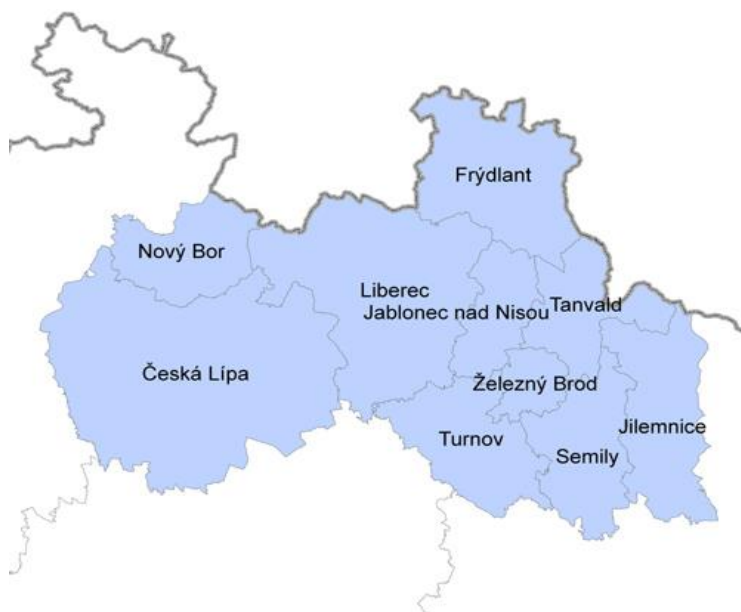 Frýdlant
Nový Bor
Liberec
Jablonec nad Nisou
Tanvald
Česká Lípa
Železný Brod
Jilemnice
Turnov
Semily